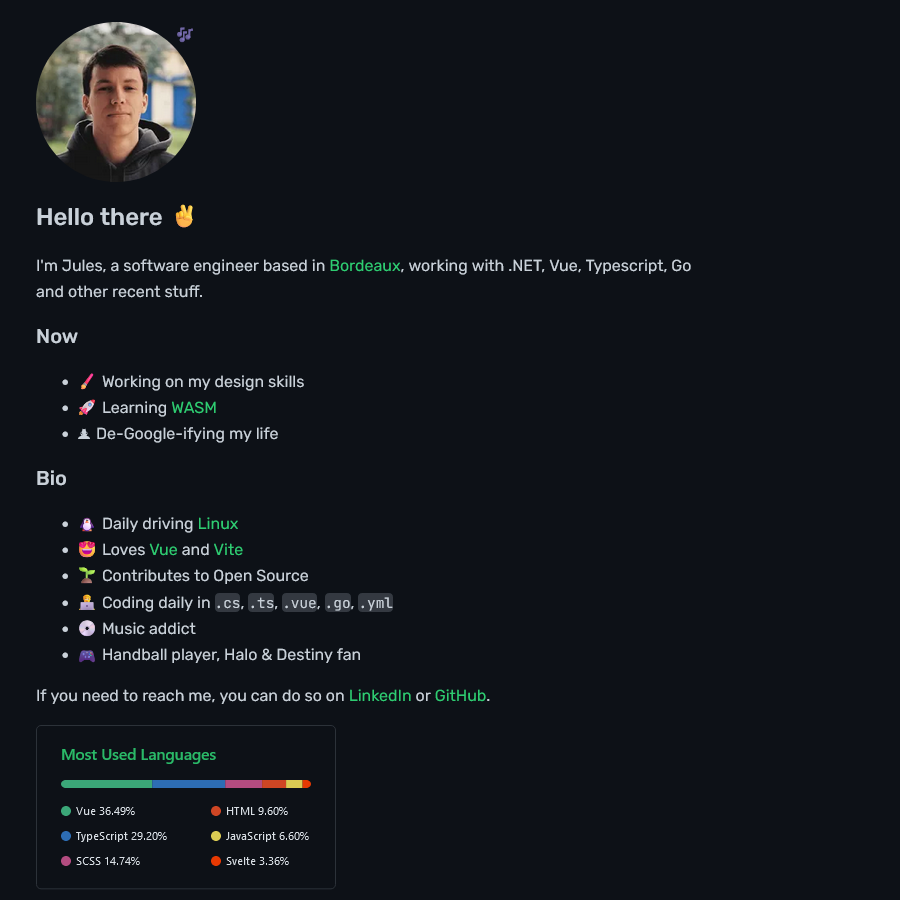 Hello there ✌️
I'm Jules, a software engineer based in Bordeaux, working with .NET, Vue, Typescript, Go
and other recent stuff.
Now
Working on my design skills
Learning WASM
De-Google-ifying my life
Bio
Daily driving Linux
Loves Vue and Vite
Contributes to Open Source
Coding daily in .cs, .ts, .vue, .go, .yml
Music addict
Handball player, Halo & Destiny fan
If you need to reach me, you can do so on LinkedIn or GitHub.
Most Used Languages
Vue 36.49%
HTML 9.60%
TypeScript 29.20%
JavaScript 6.60%
SCSS 14.74%
Svelte 3.36%